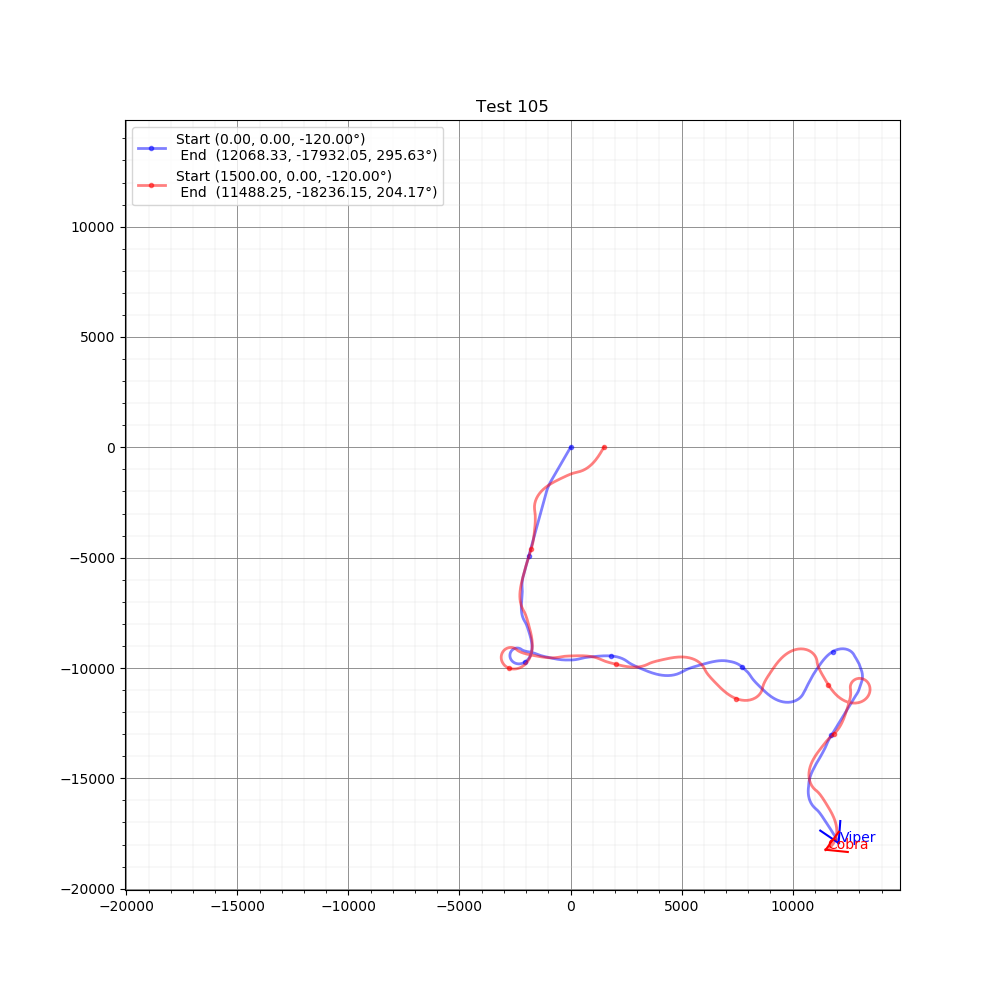 Test 105
Start (0.00, 0.00, -120.00°)
End (12068.33, -17932.05, 295.63°)
Start (1500.00, 0.00, -120.00°)
End (11488.25, -18236.15, 204.17°)
10000
5000
0
−5000
−10000
−15000
−20000
Viper
Cobra
−20000 −15000 −10000 −5000 0 5000 10000